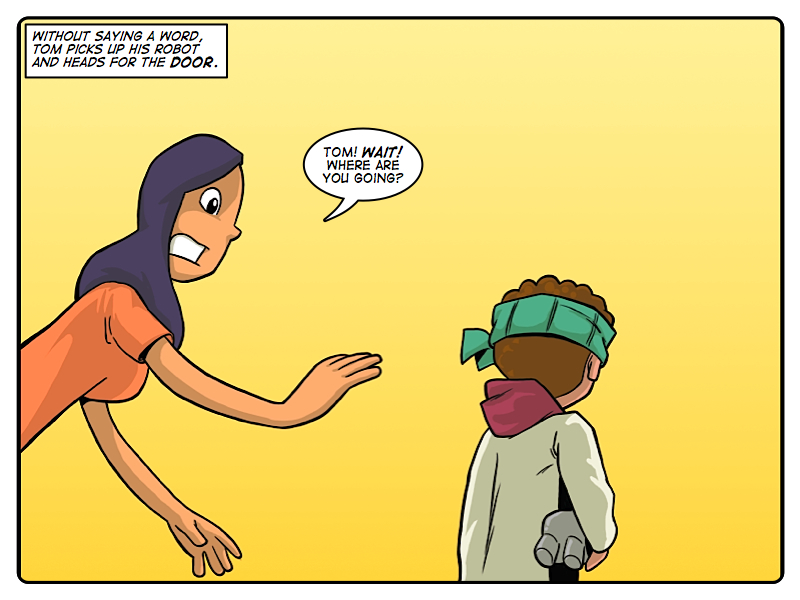 WITHOUT SAYING A WORD,
TOM PICKS UP HIS ROBOT
AND HEADS FOR THE DOOR.
TOM! WAIT!
WHERE ARE
YOU GOING?